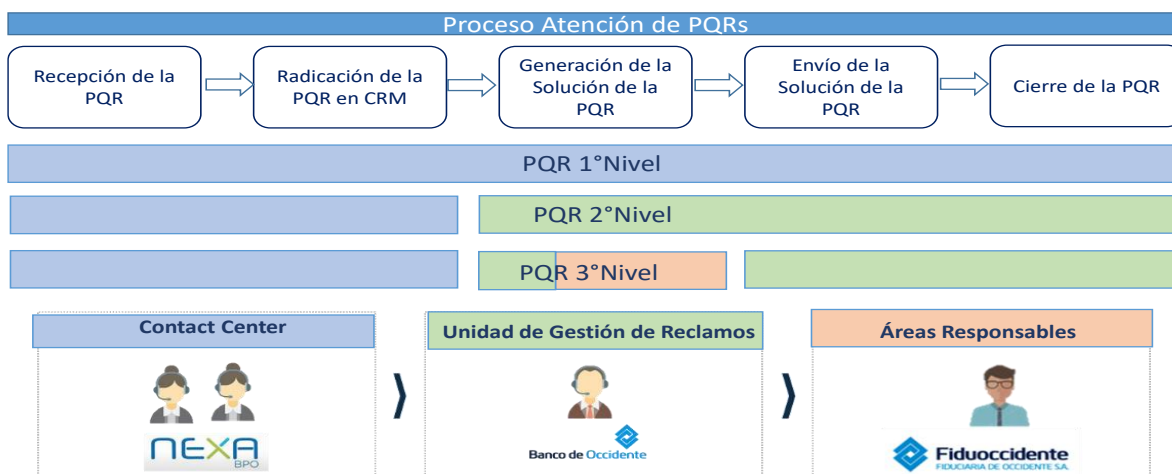 Proceso Atención de PQRs
Recepción de la
PQR
Radicación de la
PQR en CRM
Generación de la
Solución de la
PQR
Envío de la
Solución de la
PQR
Cierre de la PQR
PQR 1°Nivel
PQR 2°Nivel
PQR 3°Nivel
Contact Center
Unidad de Gestión de Reclamos
Áreas Responsables
NEXA
BPO
Banco de Occidente
Fiduoccidente
FIDUCIARIA DE OCCIDENTE S.A.